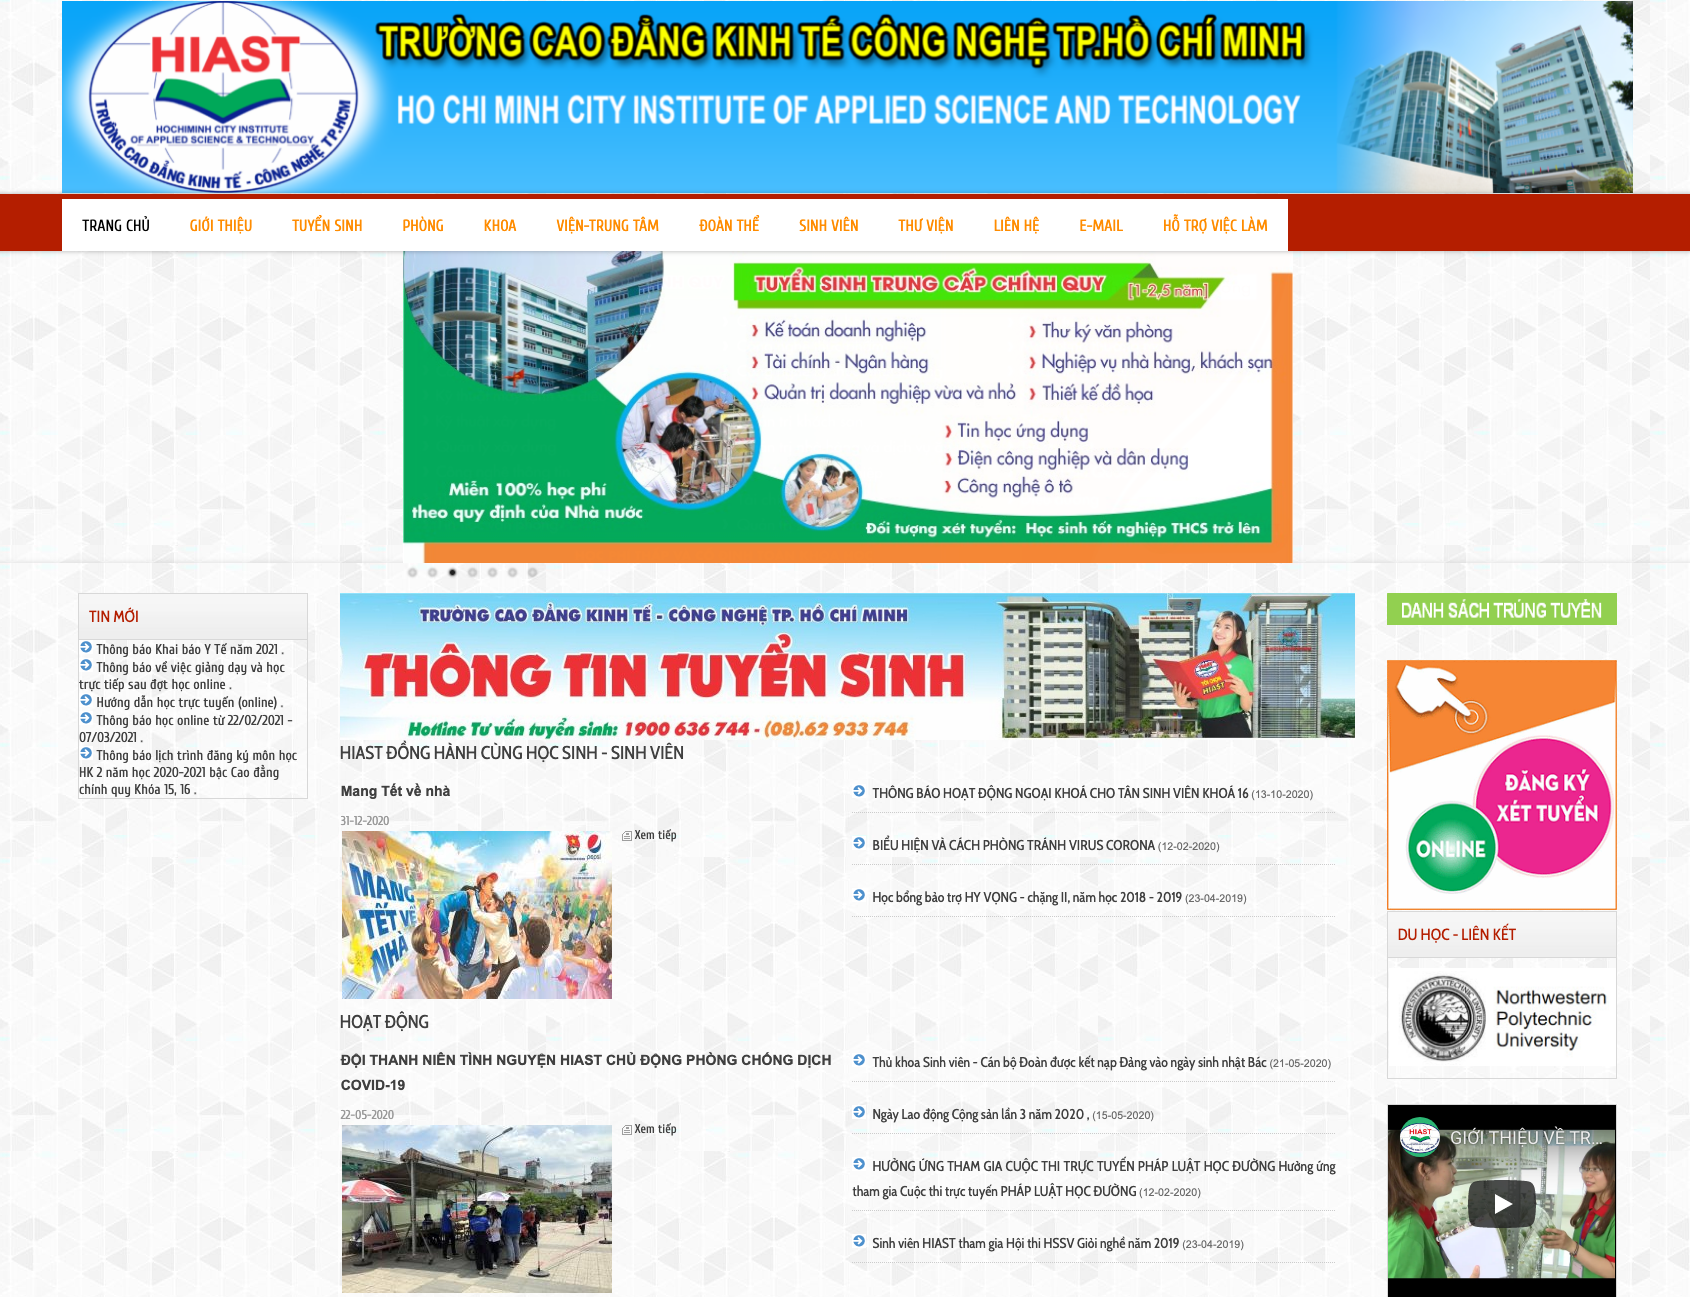 HIAST
HOCHIMINH CITY INSTITUTE
OF APPLIED SCIENCE & TECHNOLOGY
TRƯỜNG CAO ĐẲNG KINH TẾ - CÔNG NGHỆ TP.HCM
TRƯỜNG CAO ĐẲNG KINH TẾ CÔNG NGHỆ TP.HỒ CHÍ MINH
HO CHI MINH CITY INSTITUTE OF APPLIED SCIENCE AND TECHNOLOGY
TRANG CHỦ GIỚI THIỆU TUYỂN SINH PHÒNG KHOA VIỆN-TRUNG TÂM ĐOÀN THỂ SINH VIÊN THƯ VIỆN LIÊN HỆ E-MAIL HỖ TRỢ VIỆC LÀM
TUYỂN SINH TRUNG CẤP CHÍNH QUY [1-2,5 năm]
Kế toán doanh nghiệp
Tài chính - Ngân hàng
Quản trị doanh nghiệp vừa và nhỏ
Thư ký văn phòng
Nghiệp vụ nhà hàng, khách sạn
Thiết kế đồ họa
Tin học ứng dụng
Điện công nghiệp và dân dụng
Công nghệ ô tô
Miễn 100% học phí
theo quy định của Nhà nước
Đối tượng xét tuyển: Học sinh tốt nghiệp THCS trở lên
TIN MỚI
Thông báo Khai báo Y Tế năm 2021 .
Thông báo về việc giảng dạy và học
trực tiếp sau đợt học online .
Hướng dẫn học trực tuyến (online) .
Thông báo học online từ 22/02/2021 -
07/03/2021 .
Thông báo lịch trình đăng ký môn học
HK 2 năm học 2020-2021 bậc Cao đẳng
chính quy Khóa 15, 16 .
TRƯỜNG CAO ĐẲNG KINH TẾ - CÔNG NGHỆ TP. HỒ CHÍ MINH
THÔNG TIN TUYỂN SINH
Hotline Tư vấn tuyển sinh: 1900 636 744 - (08).62 933 744
HIAST
HIAST ĐỒNG HÀNH CÙNG HỌC SINH - SINH VIÊN
Mang Tết về nhà
31-12-2020
pepsi
MANG
TẾT VỀ
NHÀ
Xem tiếp
THÔNG BÁO HOẠT ĐỘNG NGOẠI KHOÁ CHO TÂN SINH VIÊN KHOÁ 16 (13-10-2020)
BIỂU HIỆN VÀ CÁCH PHÒNG TRÁNH VIRUS CORONA (12-02-2020)
Học bổng bảo trợ HY VỌNG - chặng II, năm học 2018 - 2019 (23-04-2019)
HOẠT ĐỘNG
ĐỘI THANH NIÊN TÌNH NGUYỆN HIAST CHỦ ĐỘNG PHÒNG CHỐNG DỊCH
COVID-19
22-05-2020
Xem tiếp
Thủ khoa Sinh viên - Cán bộ Đoàn được kết nạp Đảng vào ngày sinh nhật Bác (21-05-2020)
Ngày Lao động Cộng sản lần 3 năm 2020 , (15-05-2020)
HƯỞNG ỨNG THAM GIA CUỘC THI TRỰC TUYẾN PHÁP LUẬT HỌC ĐƯỜNG Hưởng ứng
tham gia Cuộc thi trực tuyến PHÁP LUẬT HỌC ĐƯỜNG (12-02-2020)
Sinh viên HIAST tham gia Hội thi HSSV Giỏi nghề năm 2019 (23-04-2019)
DANH SÁCH TRÚNG TUYỂN
ĐĂNG KÝ
XÉT TUYỂN
ONLINE
DU HỌC - LIÊN KẾT
NORTHWESTERN POLYTECHNIC UNIVERSITY
Northwestern
Polytechnic
University
HIAST
GIỚI THIỆU VỀ TR...